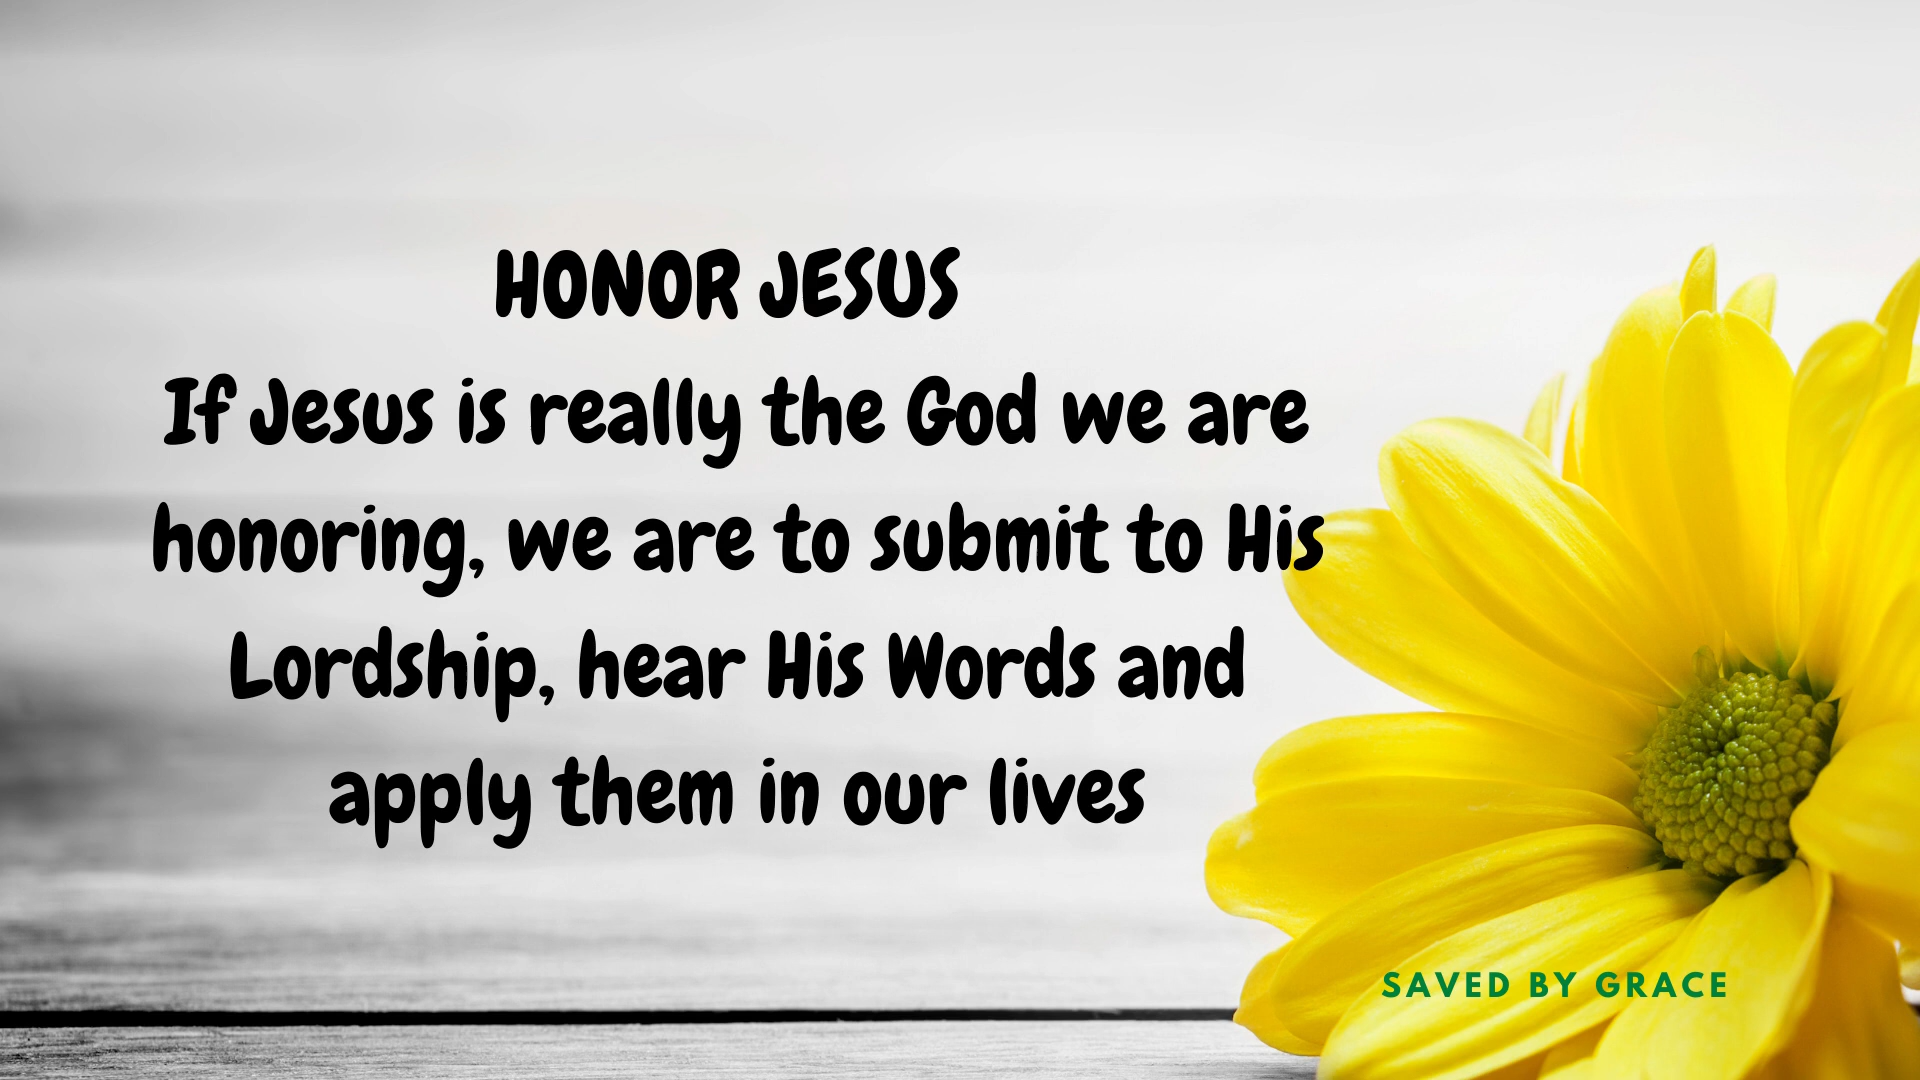 HONOR JESUS
If Jesus is really the God we are
honoring, we are to submit to His
Lordship, hear His Words and
apply them in our lives
SAVED BY GRACE